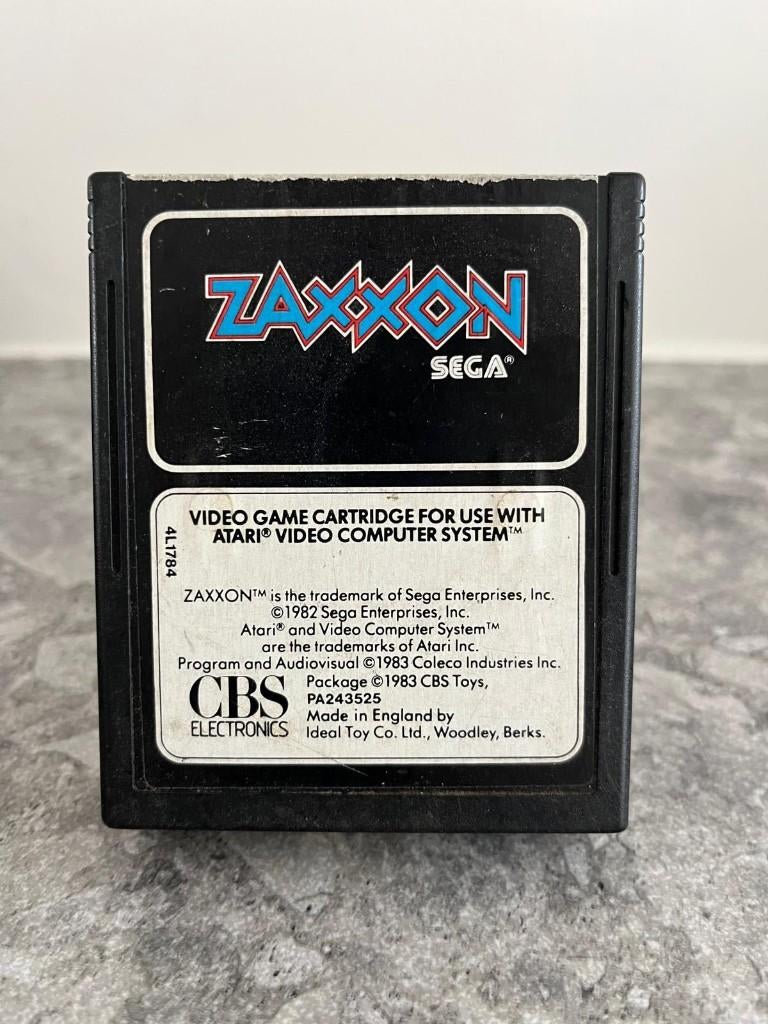 ZAXXON
SEGA®
VIDEO GAME CARTRIDGE FOR USE WITH
ATARI® VIDEO COMPUTER SYSTEM™
4L1784
ZAXXON™ is the trademark of Sega Enterprises, Inc.
©1982 Sega Enterprises, Inc.
Atari® and Video Computer System™
are the trademarks of Atari Inc.
Program and Audiovisual ©1983 Coleco Industries Inc.
CBS
ELECTRONICS
Package ©1983 CBS Toys,
PA243525
Made in England by
Ideal Toy Co. Ltd., Woodley, Berks.